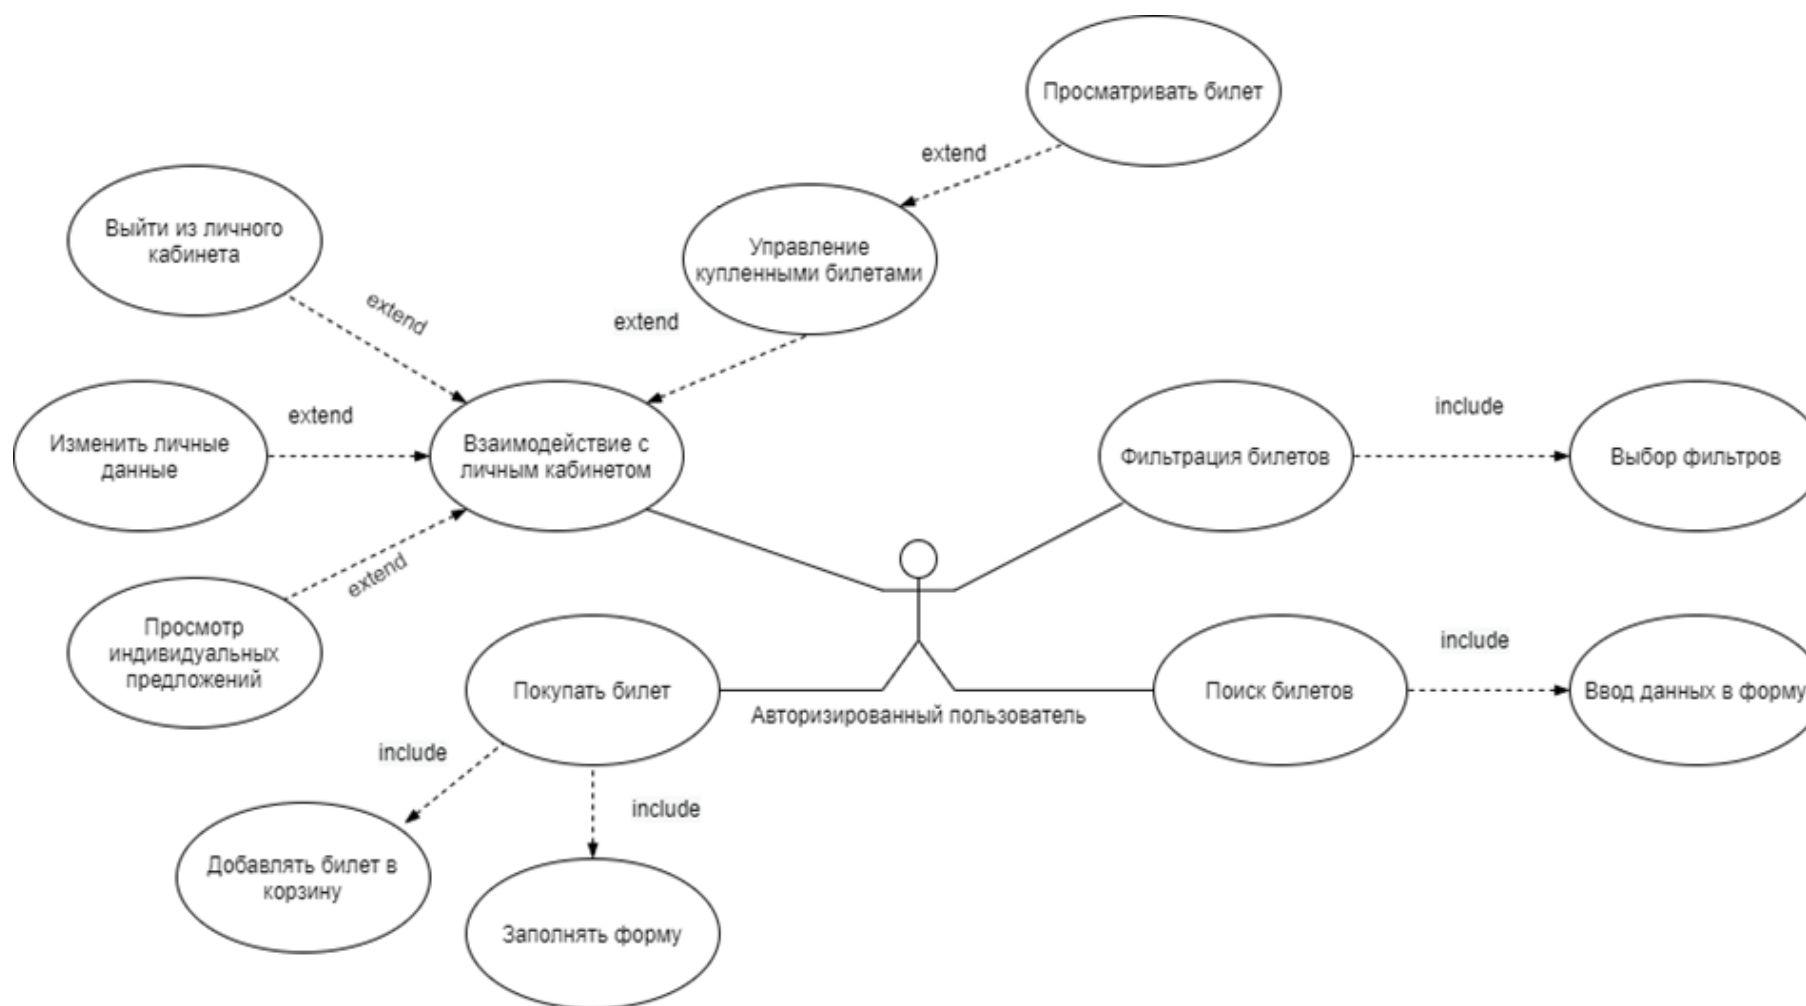 Просматривать билет
extend
Выйти из личного
кабинета
Управление
купленными билетами
extend
extend
Изменить личные
данные
extend
Взаимодействие с
личным кабинетом
Фильтрация билетов
include
Выбор фильтров
extend
Просмотр
индивидуальных
предложений
Покупать билет
Авторизированный пользователь
Поиск билетов
include
Ввод данных в форму
include
include
Добавлять билет в
корзину
Заполнять форму